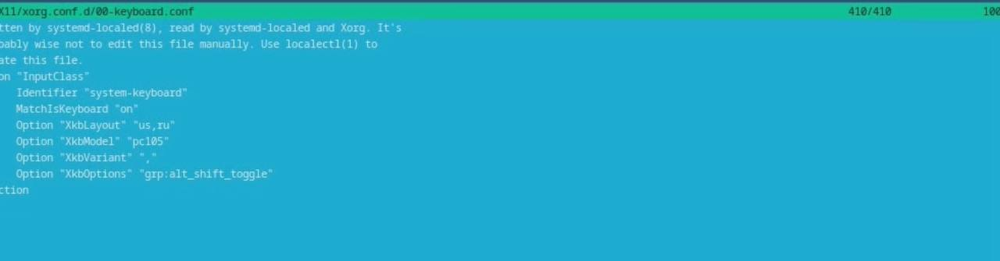 X11/xorg.conf.d/00-keyboard.conf 410/410 100
tten by systemd-localed(8), read by systemd-localed and Xorg. It's
bably wise not to edit this file manually. Use localectl(1) to
ate this file.
on "InputClass"
Identifier "system-keyboard"
MatchIsKeyboard "on"
Option "XkbLayout" "us,ru"
Option "XkbModel" "pc105"
Option "XkbVariant" ","
Option "XkbOptions" "grp:alt_shift_toggle"
ction